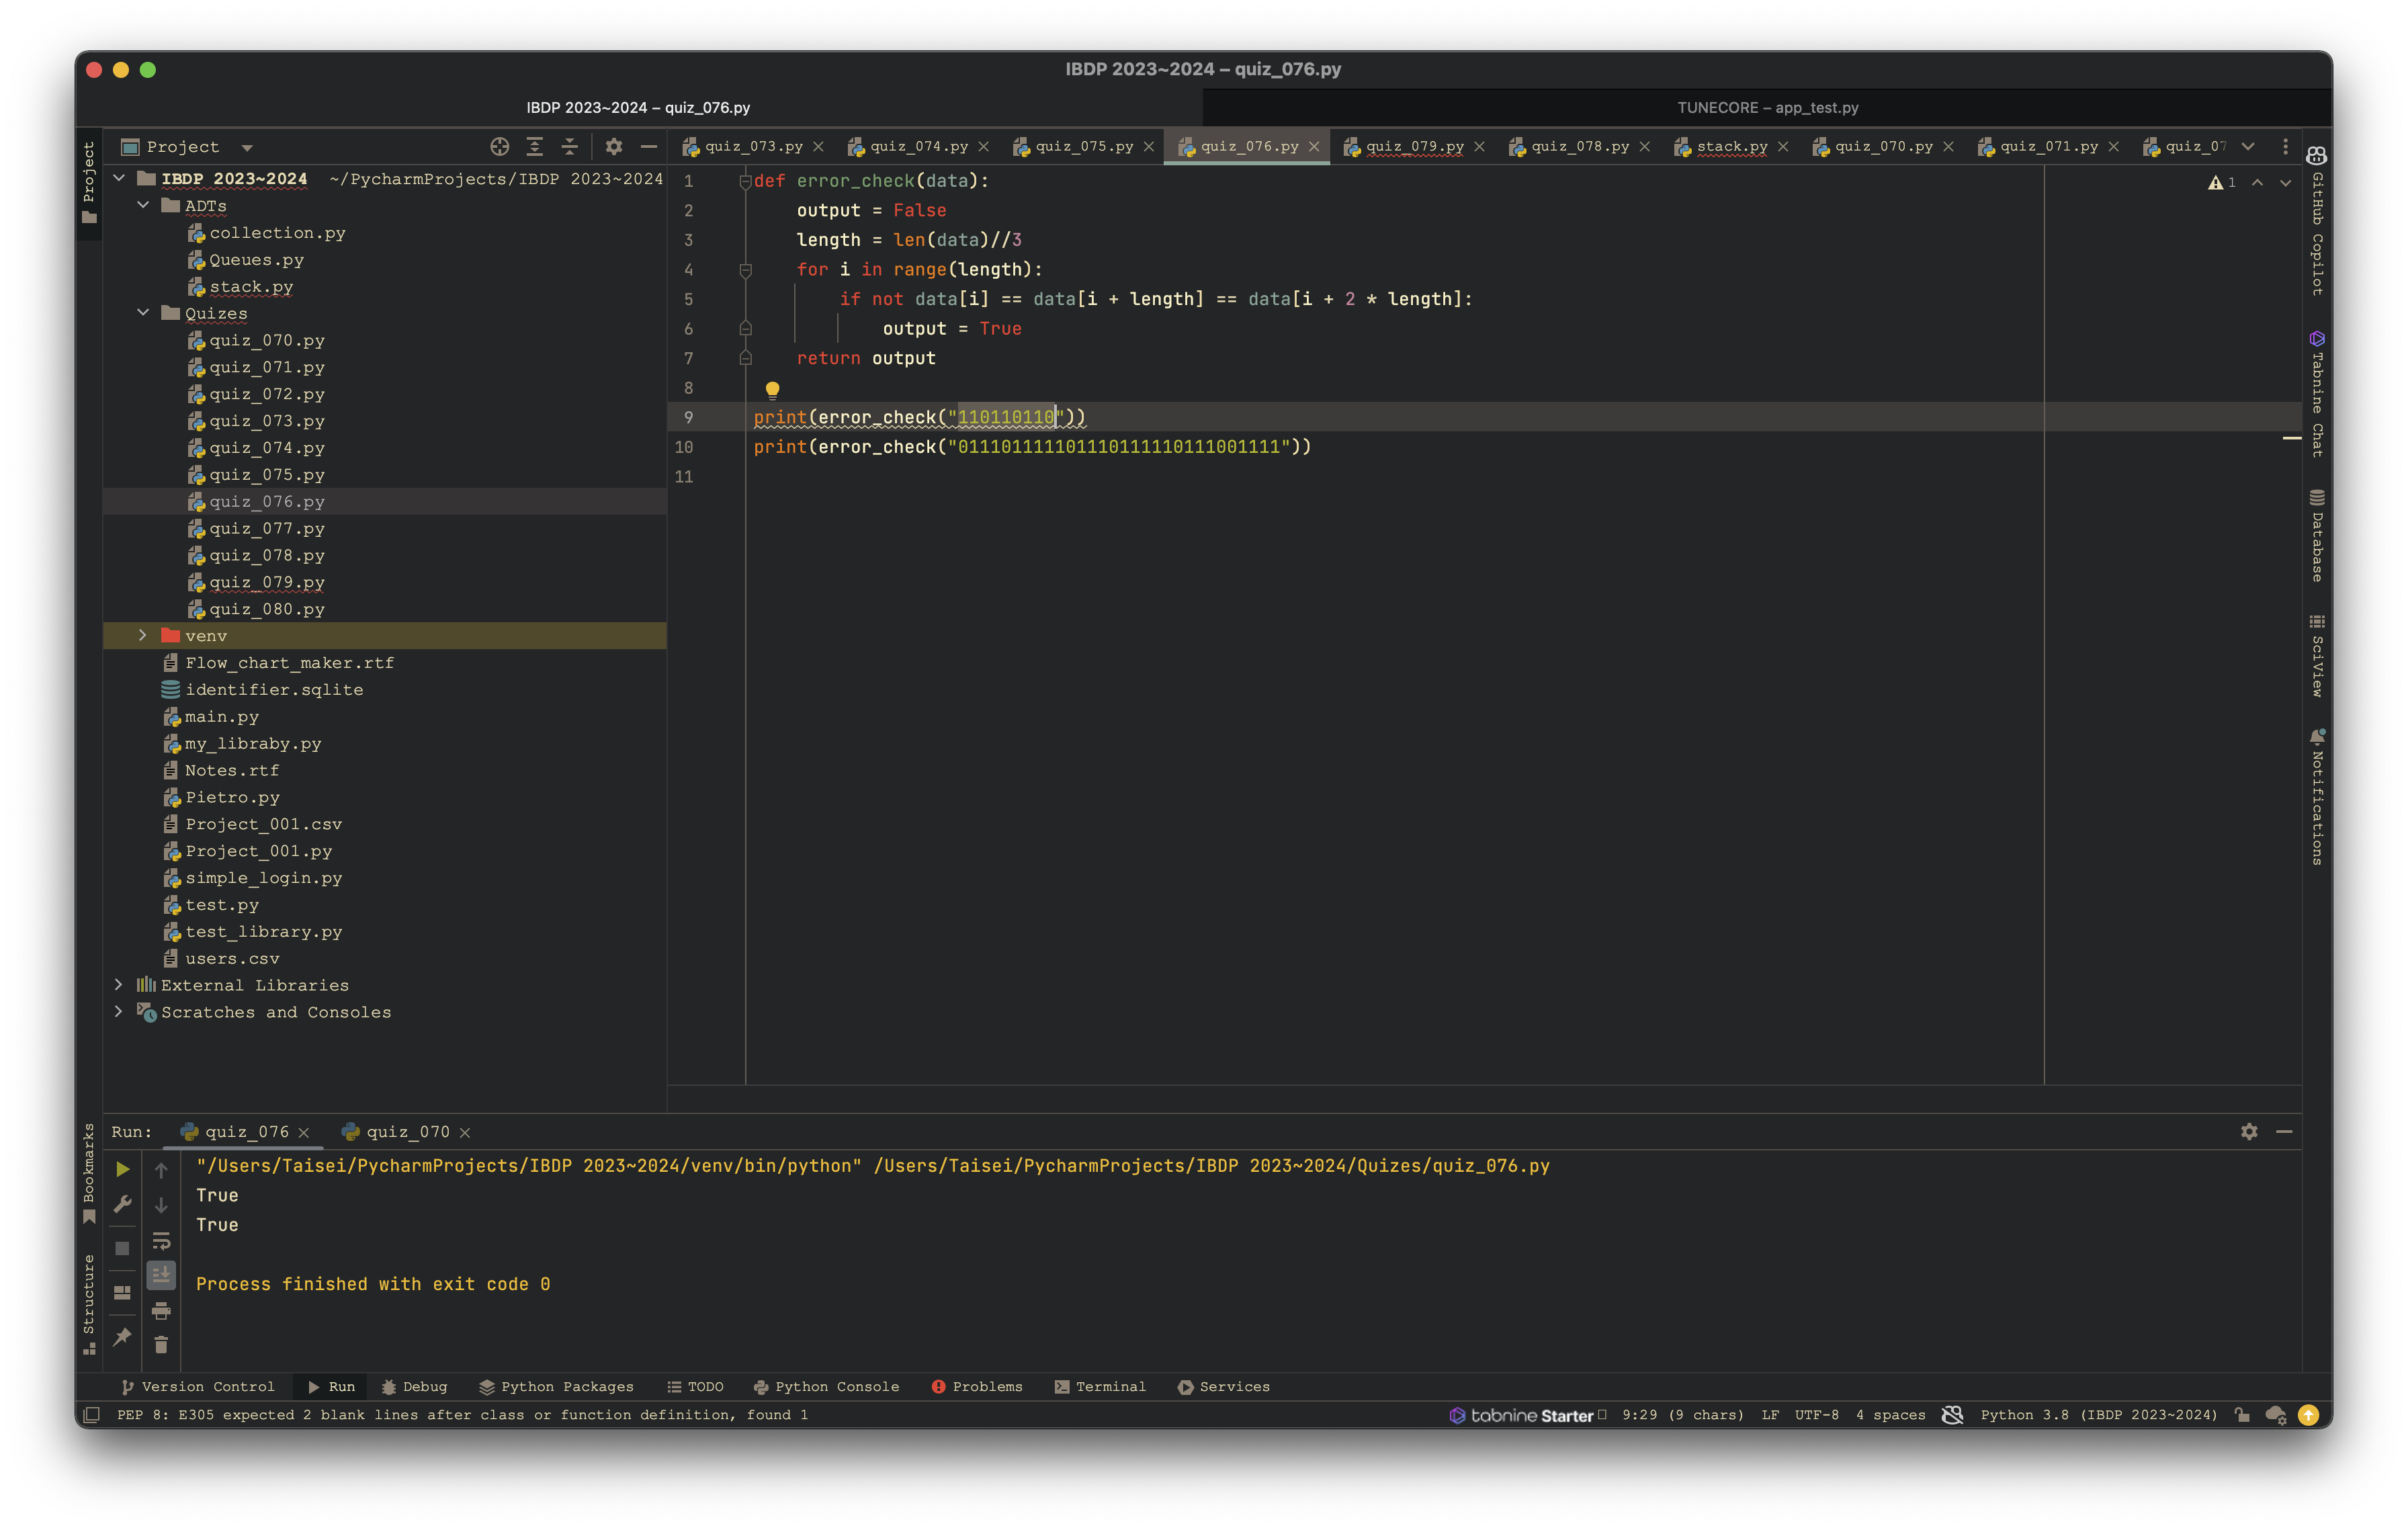 IBDP 2023~2024 – quiz_076.py
IBDP 2023~2024 – quiz_076.py
TUNECORE – app_test.py
Project
quiz_073.py
quiz_074.py
quiz_075.py
quiz_076.py
quiz_079.py
quiz_078.py
stack.py
quiz_070.py
quiz_071.py
quiz_07
Project
IBDP 2023~2024 ~/PycharmProjects/IBDP 2023~2024
ADTs
collection.py
Queues.py
stack.py
Quizes
quiz_070.py
quiz_071.py
quiz_072.py
quiz_073.py
quiz_074.py
quiz_075.py
quiz_076.py
quiz_077.py
quiz_078.py
quiz_079.py
quiz_080.py
venv
Flow_chart_maker.rtf
identifier.sqlite
main.py
my_libraby.py
Notes.rtf
Pietro.py
Project_001.csv
Project_001.py
simple_login.py
test.py
test_library.py
users.csv
External Libraries
Scratches and Consoles
1 def error_check(data):
2 output = False
3 length = len(data)//3
4 for i in range(length):
5 if not data[i] == data[i + length] == data[i + 2 * length]:
6 output = True
7 return output
8
9 print(error_check("110110110"))
10 print(error_check("011101111101110111110111001111"))
11
1
GitHub Copilot
Tabnine Chat
Database
SciView
Notifications
Bookmarks
Structure
Run:
quiz_076
quiz_070
"/Users/Taisei/PycharmProjects/IBDP 2023~2024/venv/bin/python" /Users/Taisei/PycharmProjects/IBDP 2023~2024/Quizes/quiz_076.py
True
True
Process finished with exit code 0
Version Control
Run
Debug
Python Packages
TODO
Python Console
Problems
Terminal
Services
PEP 8: E305 expected 2 blank lines after class or function definition, found 1
tabnine Starter
9:29 (9 chars)
LF
UTF-8
4 spaces
Python 3.8 (IBDP 2023~2024)